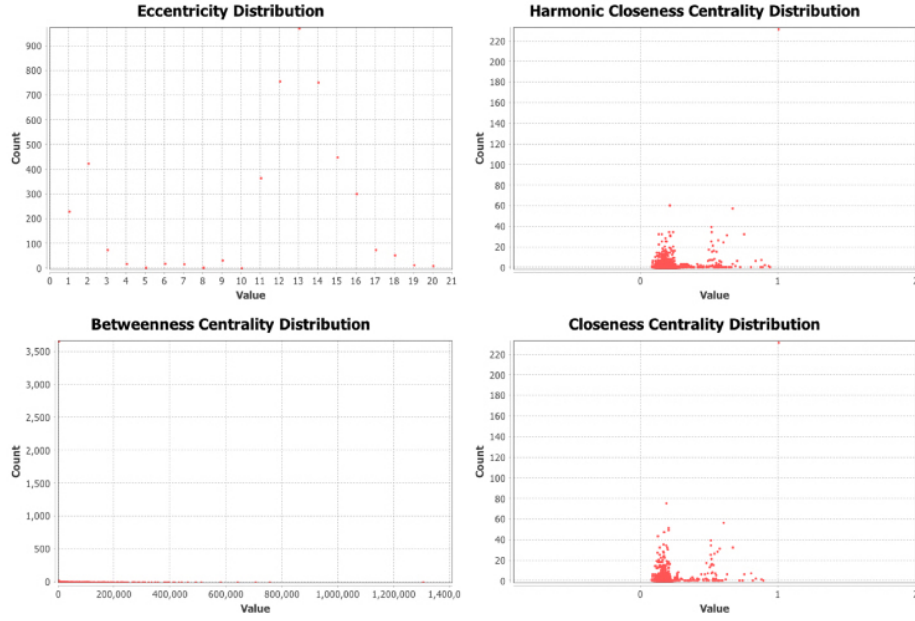 Eccentricity Distribution
900
800
700
600
500
400
300
200
100
0
Count
0 1 2 3 4 5 6 7 8 9 10 11 12 13 14 15 16 17 18 19 20 21
Value
Harmonic Closeness Centrality Distribution
220
200
180
160
140
120
100
80
60
40
20
0
Count
0 1 2
Value
Betweenness Centrality Distribution
3,500
3,000
2,500
2,000
1,500
1,000
500
0
Count
0 200,000 400,000 600,000 800,000 1,000,000 1,200,000 1,400,0
Value
Closeness Centrality Distribution
220
200
180
160
140
120
100
80
60
40
20
0
Count
0 1 2
Value